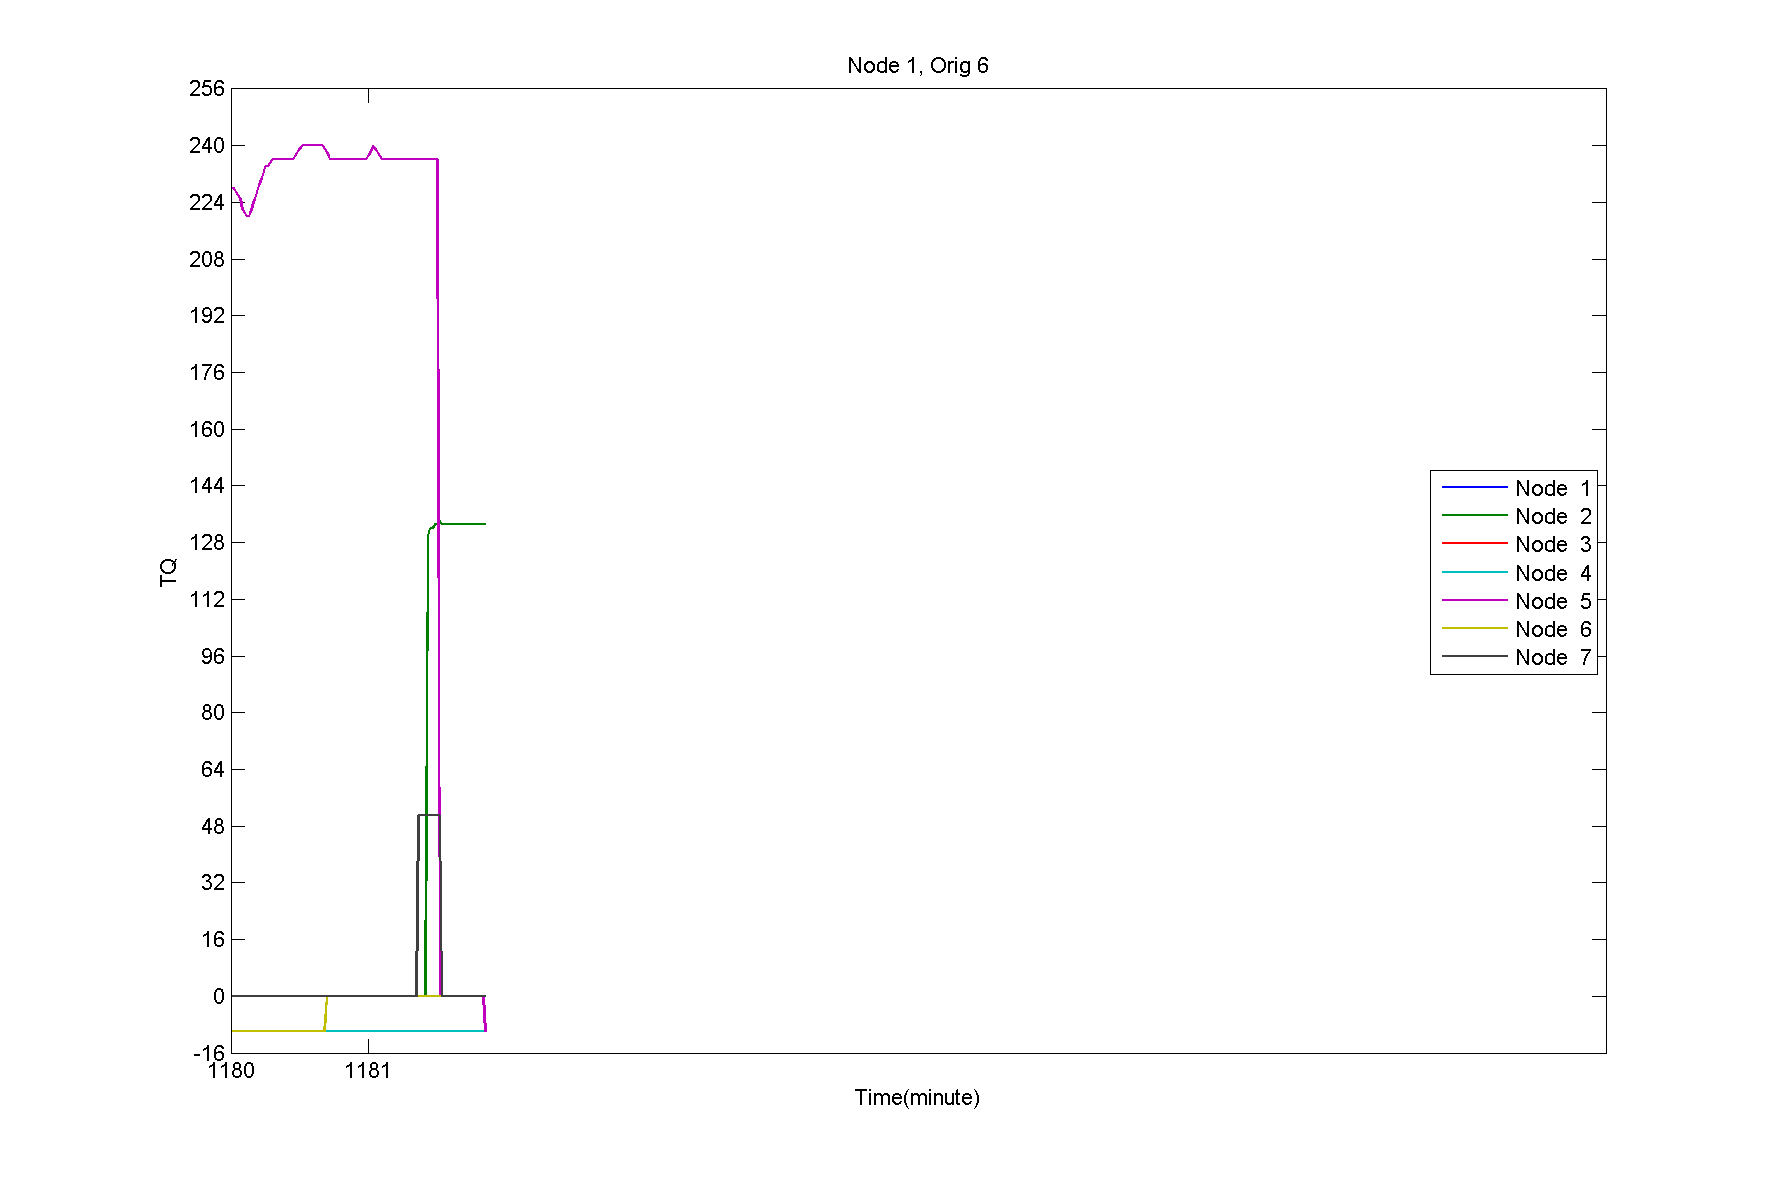 Node 1, Orig 6
256
240
224
208
192
176
160
144
128
112
96
80
64
48
32
16
0
-16
TQ
1180 1181
Time(minute)
Node 1
Node 2
Node 3
Node 4
Node 5
Node 6
Node 7